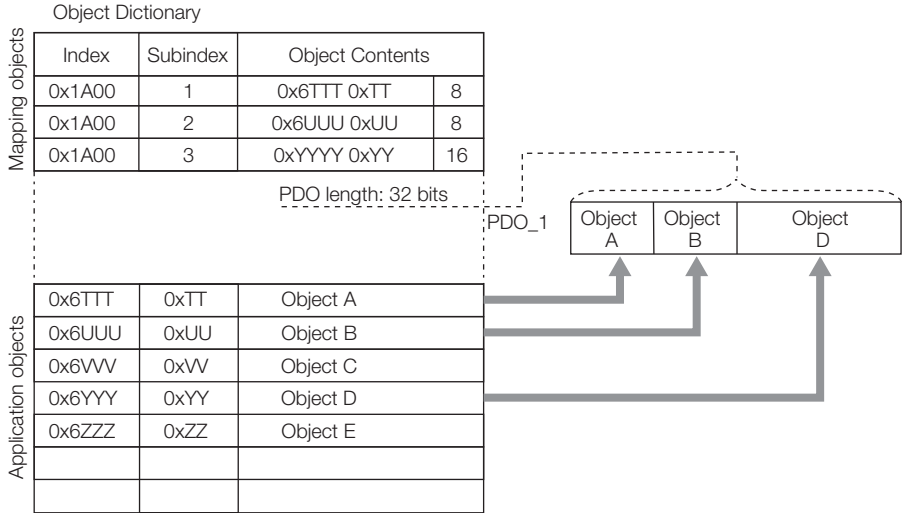 Object Dictionary
Mapping objects
Index Subindex Object Contents
0x1A00 1 0x6TTT 0xTT 8
0x1A00 2 0x6UUU 0xUU 8
0x1A00 3 0xYYYY 0xYY 16
PDO length: 32 bits
PDO_1
Object A
Object B
Object D
Application objects
0x6TTT 0xTT Object A
0x6UUU 0xUU Object B
0x6VVV 0xVV Object C
0x6YYY 0xYY Object D
0x6ZZZ 0xZZ Object E